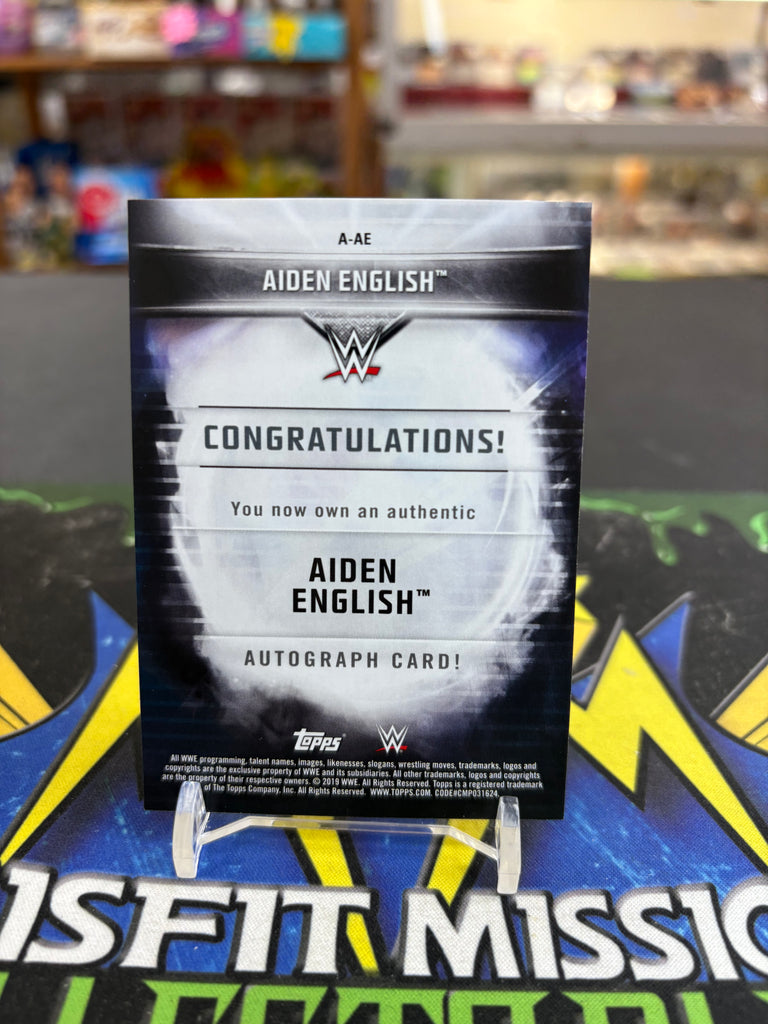 A-AE
AIDEN ENGLISH™
W
CONGRATULATIONS!
You now own an authentic
AIDEN
ENGLISH™
AUTOGRAPH CARD!
Topps® W
All WWE programming, talent names, images, likenesses, slogans, wrestling moves, trademarks, logos and
copyrights are the exclusive property of WWE and its subsidiaries. All other trademarks, logos and copyrights
are the property of their respective owners. © 2019 WWE. All Rights Reserved. Topps is a registered trademark
of The Topps Company, Inc. All Rights Reserved. WWW.TOPPS.COM. CODE#CMP031624.
ISFIT MISSIO